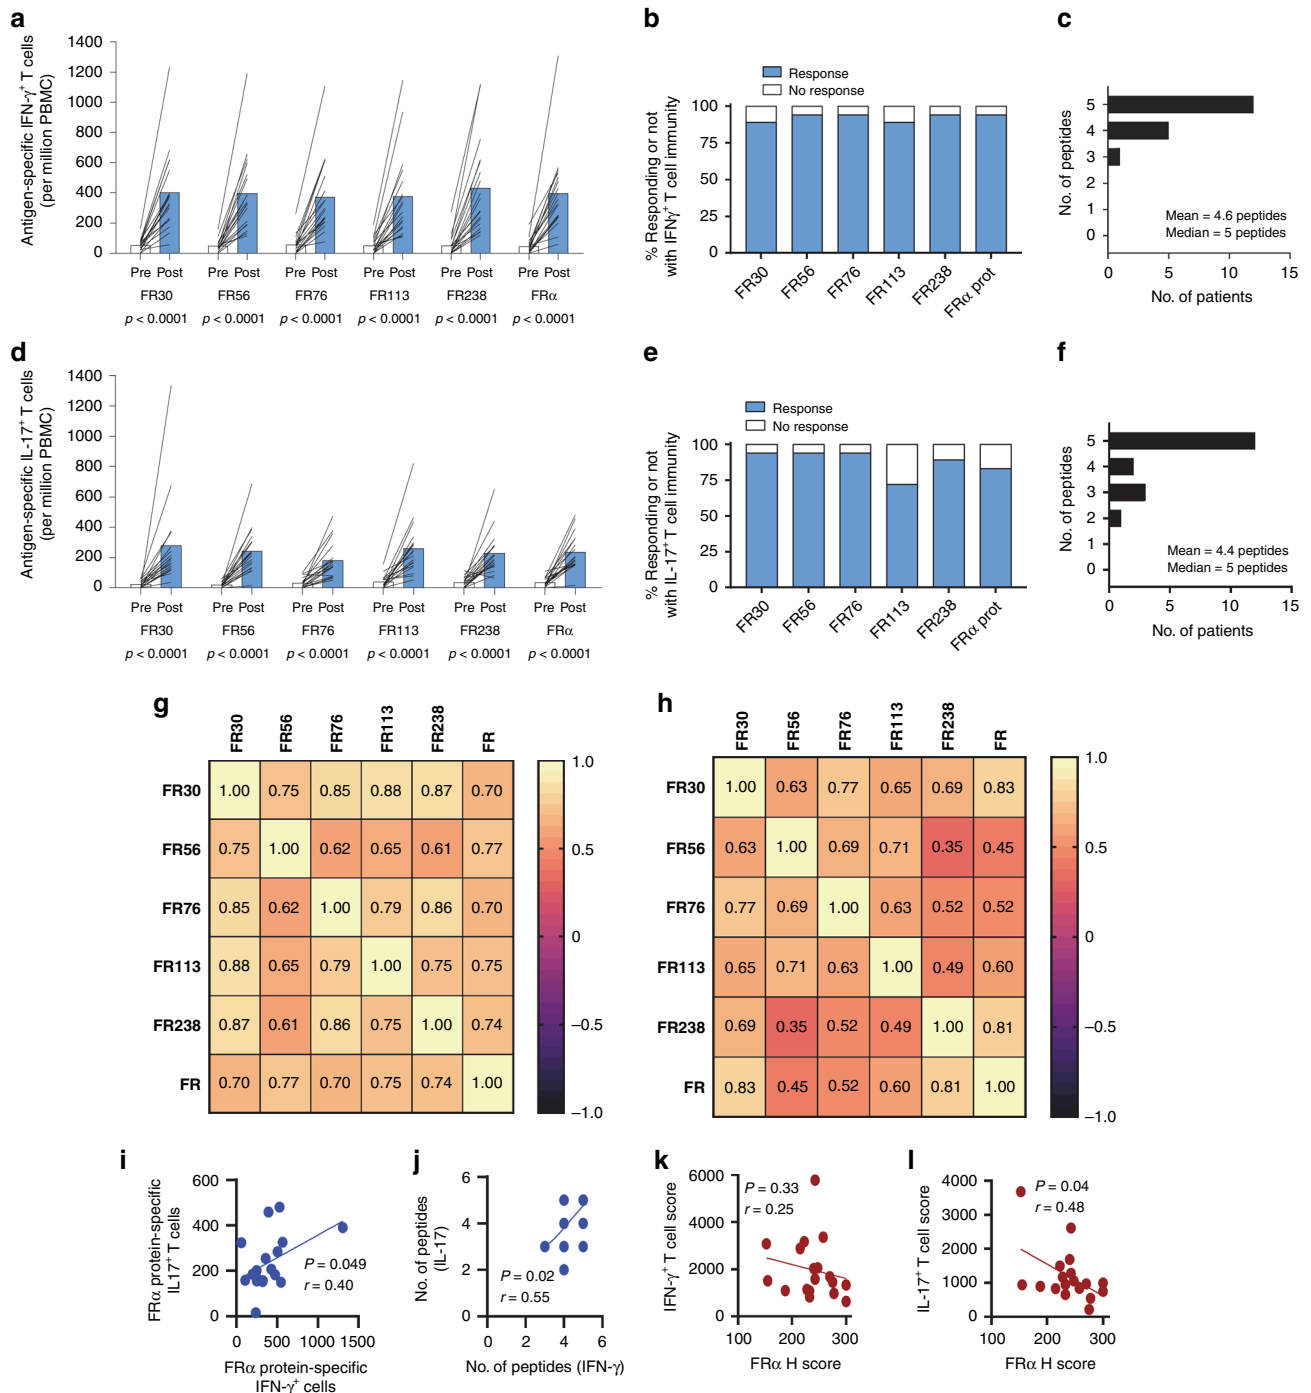 a
Antigen-specific IFN-γ⁺ T cells
(per million PBMC)
1400
1200
1000
800
600
400
200
0
Pre Post Pre Post Pre Post Pre Post Pre Post Pre Post
FR30 FR56 FR76 FR113 FR238 FRα
p < 0.0001 p < 0.0001 p < 0.0001 p < 0.0001 p < 0.0001 p < 0.0001
b
Response
No response
% Responding or not
with IFNγ⁺ T cell immunity
100
75
50
25
0
FR30 FR56 FR76 FR113 FR238 FRα prot
c
No. of peptides
5
4
3
2
1
0
Mean = 4.6 peptides
Median = 5 peptides
0 5 10 15
No. of patients
d
Antigen-specific IL-17⁺ T cells
(per million PBMC)
1400
1200
1000
800
600
400
200
0
Pre Post Pre Post Pre Post Pre Post Pre Post Pre Post
FR30 FR56 FR76 FR113 FR238 FRα
p < 0.0001 p < 0.0001 p < 0.0001 p < 0.0001 p < 0.0001 p < 0.0001
e
Response
No response
% Responding or not
with IL-17⁺ T cell immunity
100
75
50
25
0
FR30 FR56 FR76 FR113 FR238 FRα prot
f
No. of peptides
5
4
3
2
1
0
Mean = 4.4 peptides
Median = 5 peptides
0 5 10 15
No. of patients
g
FR30 FR56 FR76 FR113 FR238 FR
FR30 1.00 0.75 0.85 0.88 0.87 0.70
FR56 0.75 1.00 0.62 0.65 0.61 0.77
FR76 0.85 0.62 1.00 0.79 0.86 0.70
FR113 0.88 0.65 0.79 1.00 0.75 0.75
FR238 0.87 0.61 0.86 0.75 1.00 0.74
FR 0.70 0.77 0.70 0.75 0.74 1.00
1.0
0.5
0
−0.5
−1.0
h
FR30 FR56 FR76 FR113 FR238 FR
FR30 1.00 0.63 0.77 0.65 0.69 0.83
FR56 0.63 1.00 0.69 0.71 0.35 0.45
FR76 0.77 0.69 1.00 0.63 0.52 0.52
FR113 0.65 0.71 0.63 1.00 0.49 0.60
FR238 0.69 0.35 0.52 0.49 1.00 0.81
FR 0.83 0.45 0.52 0.60 0.81 1.00
1.0
0.5
0
−0.5
−1.0
i
FRα protein-specific
IL17⁺ T cells
600
400
200
0
P = 0.049
r = 0.40
0 500 1000 1500
FRα protein-specific
IFN-γ⁺ cells
j
No. of peptides
(IL-17)
6
4
2
0
P = 0.02
r = 0.55
0 2 4 6
No. of peptides (IFN-γ)
k
IFN-γ⁺ T cell score
6000
4000
2000
0
P = 0.33
r = 0.25
100 200 300
FRα H score
l
IL-17⁺ T cell score
4000
3000
2000
1000
0
P = 0.04
r = 0.48
100 200 300
FRα H score